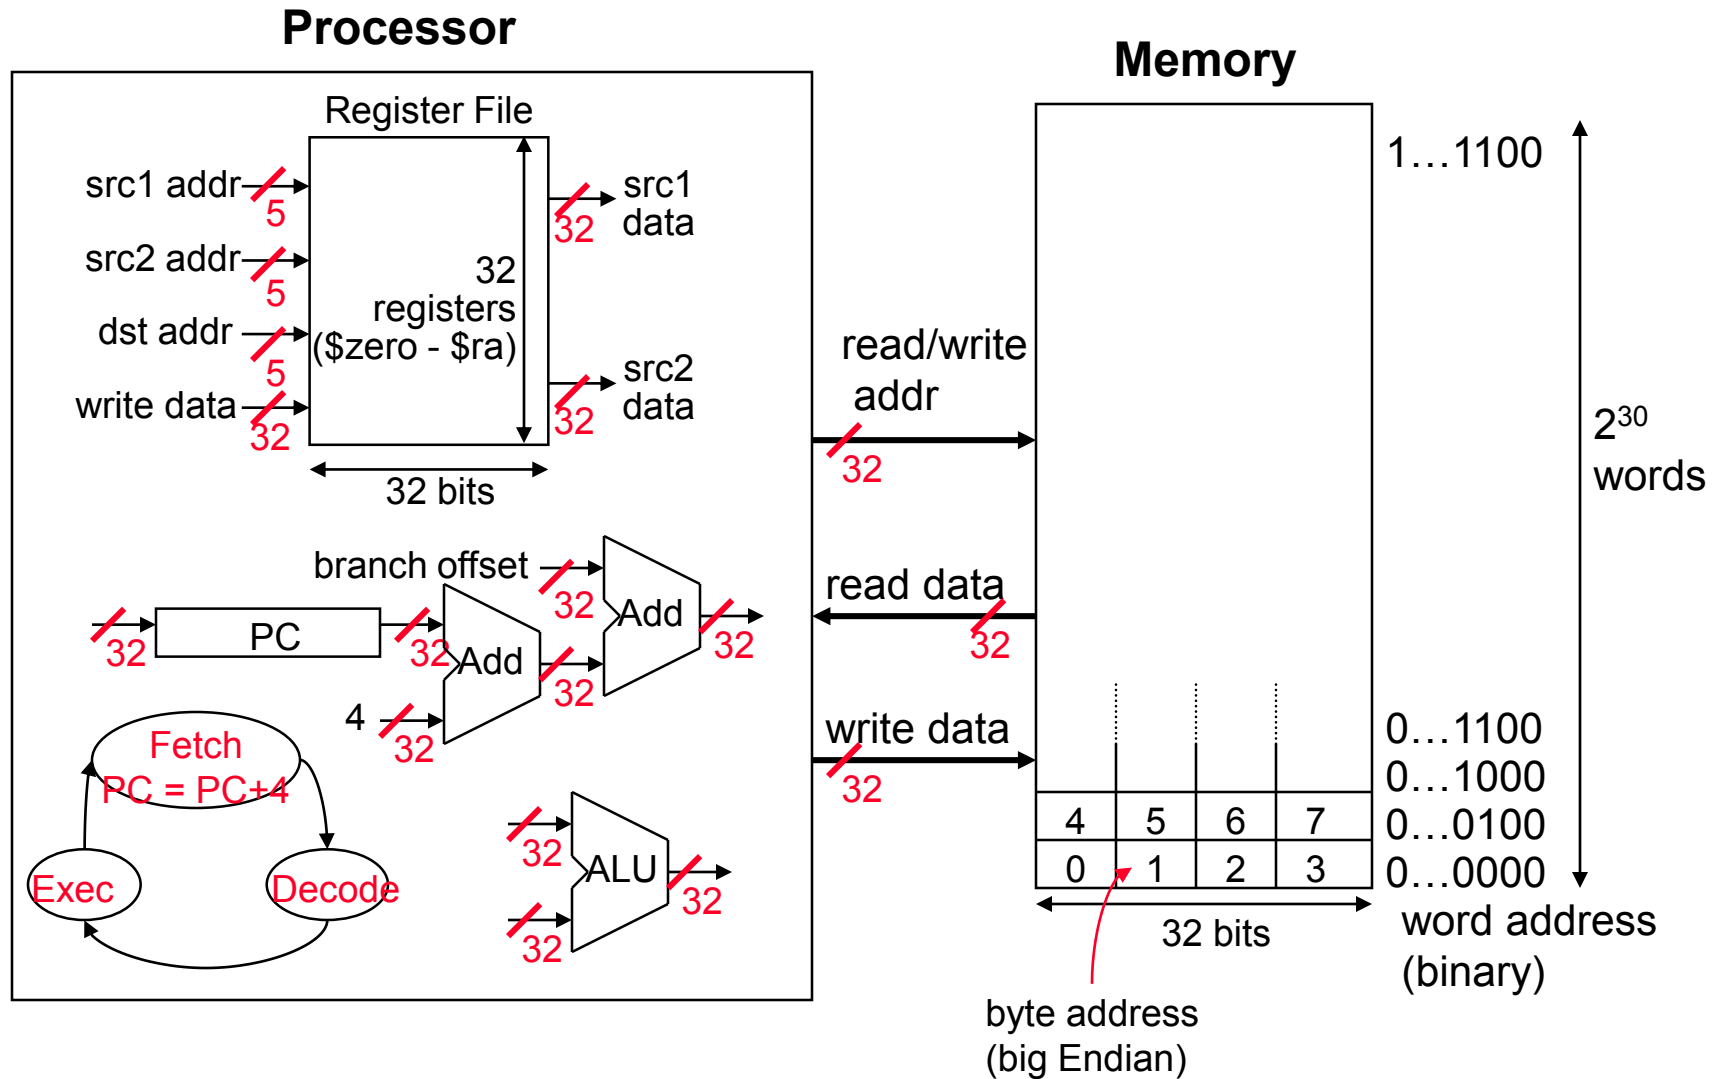 Processor
Register File
src1 addr
5
src2 addr
5
dst addr
5
write data
32
32
registers
($zero - $ra)
src1
data
32
src2
data
32
32 bits
branch offset
32
Add
32
32
PC
32
Add
32
4
32
Fetch
PC = PC+4
Exec
Decode
32
ALU
32
32
read/write
addr
32
read data
32
write data
32
Memory
1…1100
2³⁰
words
0…1100
0…1000
4 5 6 7 0…0100
0 1 2 3 0…0000
32 bits
word address
(binary)
byte address
(big Endian)